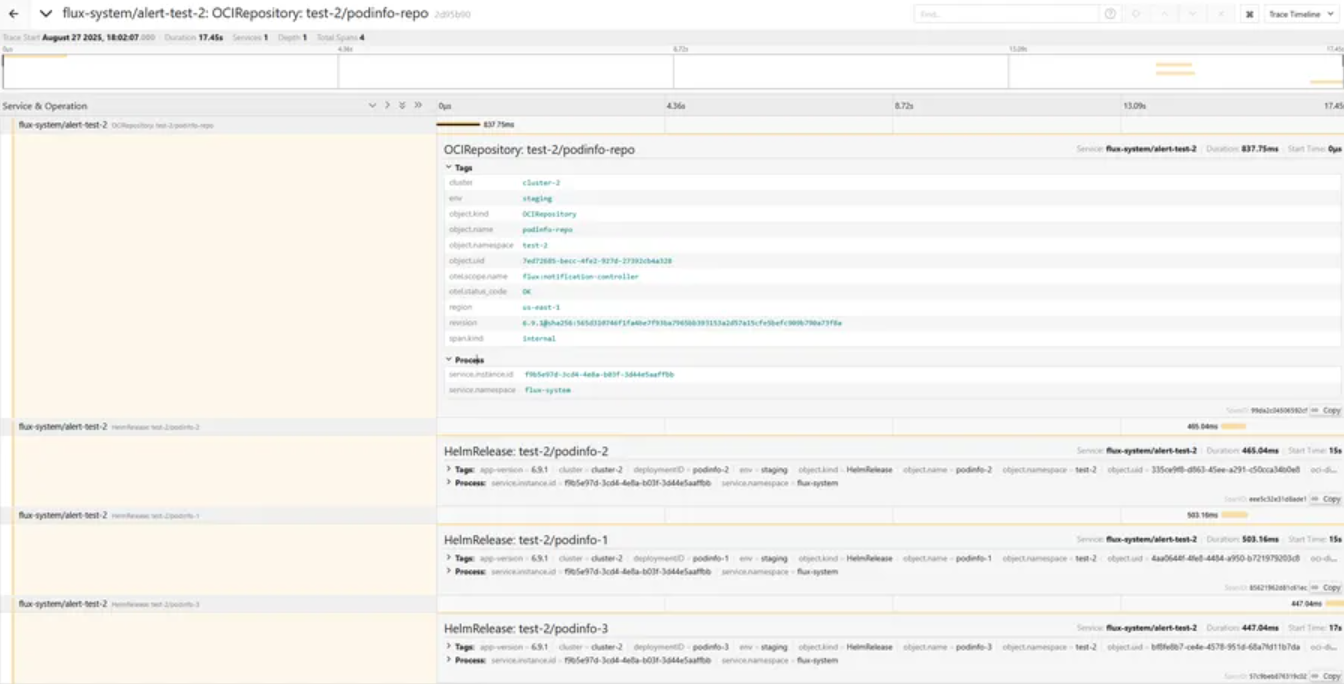 flux-system/alert-test-2: OCIRepository: test-2/podinfo-repo 2d95b90
Find...
Trace Timeline
Trace Start August 27 2025, 18:02:07.000 Duration 17.45s Services 1 Depth 1 Total Spans 4
0µs 4.36s 8.72s 13.09s 17.45s
Service & Operation 0µs 4.36s 8.72s 13.09s 17.45s
flux-system/alert-test-2 OCIRepository: test-2/podinfo-repo 837.75ms
OCIRepository: test-2/podinfo-repo Service: flux-system/alert-test-2 Duration: 837.75ms Start Time: 0µs
Tags
cluster cluster-2
env staging
object.kind OCIRepository
object.name podinfo-repo
object.namespace test-2
object.uid
otel.scope.name flux:notification-controller
otel.status_code OK
region us-east-1
revision
span.kind internal
Process
service.instance.id f9b5e97d-3cd4-4e8a-b03f-3d44e5aaffbb
service.namespace flux-system
Copy
flux-system/alert-test-2 HelmRelease: test-2/podinfo-2 465.04ms
HelmRelease: test-2/podinfo-2 Service: flux-system/alert-test-2 Duration: 465.04ms Start Time: 15s
Tags: app-version = 6.9.1 cluster = cluster-2 deploymentID = podinfo-2 env = staging object.kind = HelmRelease object.name = podinfo-2 object.namespace = test-2 object.uid = 335ce9f8-d863-45ee-a291-c50cca34b0e8 oci-di...
Process: service.instance.id = f9b5e97d-3cd4-4e8a-b03f-3d44e5aaffbb service.namespace = flux-system
Copy
flux-system/alert-test-2 HelmRelease: test-2/podinfo-1 503.16ms
HelmRelease: test-2/podinfo-1 Service: flux-system/alert-test-2 Duration: 503.16ms Start Time: 15s
Tags: app-version = 6.9.1 cluster = cluster-2 deploymentID = podinfo-1 env = staging object.kind = HelmRelease object.name = podinfo-1 object.namespace = test-2 object.uid = 4aa0644f-4fe8-4484-a950-b721979203c8 oci-di...
Process: service.instance.id = f9b5e97d-3cd4-4e8a-b03f-3d44e5aaffbb service.namespace = flux-system
Copy
flux-system/alert-test-2 HelmRelease: test-2/podinfo-3 447.04ms
HelmRelease: test-2/podinfo-3 Service: flux-system/alert-test-2 Duration: 447.04ms Start Time: 17s
Tags: app-version = 6.9.1 cluster = cluster-2 deploymentID = podinfo-3 env = staging object.kind = HelmRelease object.name = podinfo-3 object.namespace = test-2 object.uid = bf8fe8b7-ce4e-4578-951d-68a7fd11b7da oci-di...
Process: service.instance.id = f9b5e97d-3cd4-4e8a-b03f-3d44e5aaffbb service.namespace = flux-system
Copy